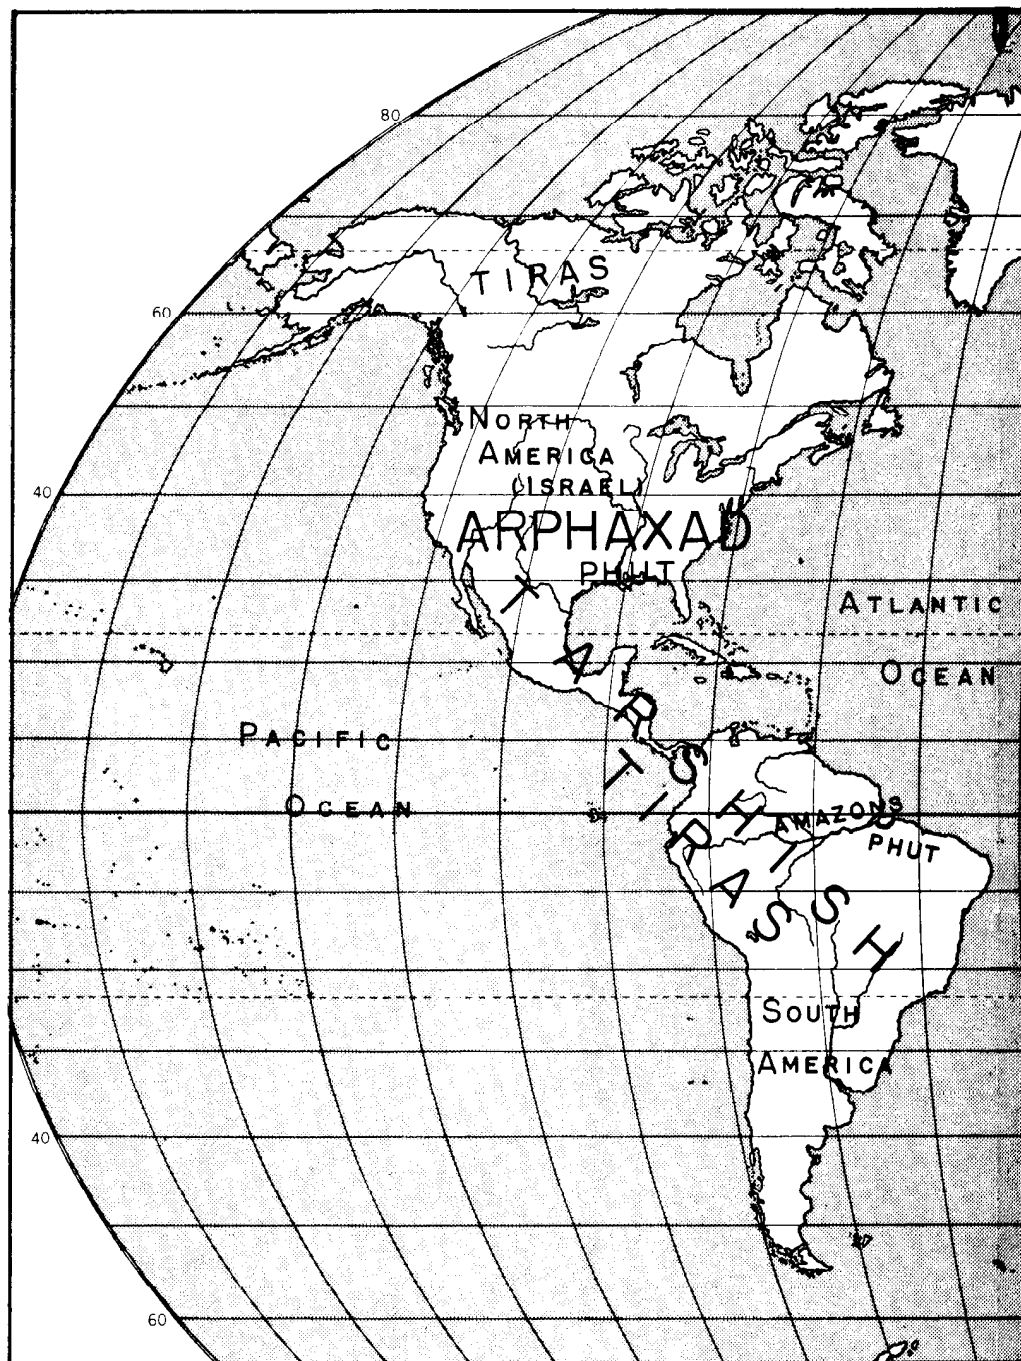 80
TIRAS
60
NORTH
AMERICA
(ISRAEL)
40
ARPHAXAD
PHUT
ATLANTIC
OCEAN
TARSHISH
PACIFIC
OCEAN
TIRAS
AMAZONS
PHUT
SOUTH
AMERICA
40
60